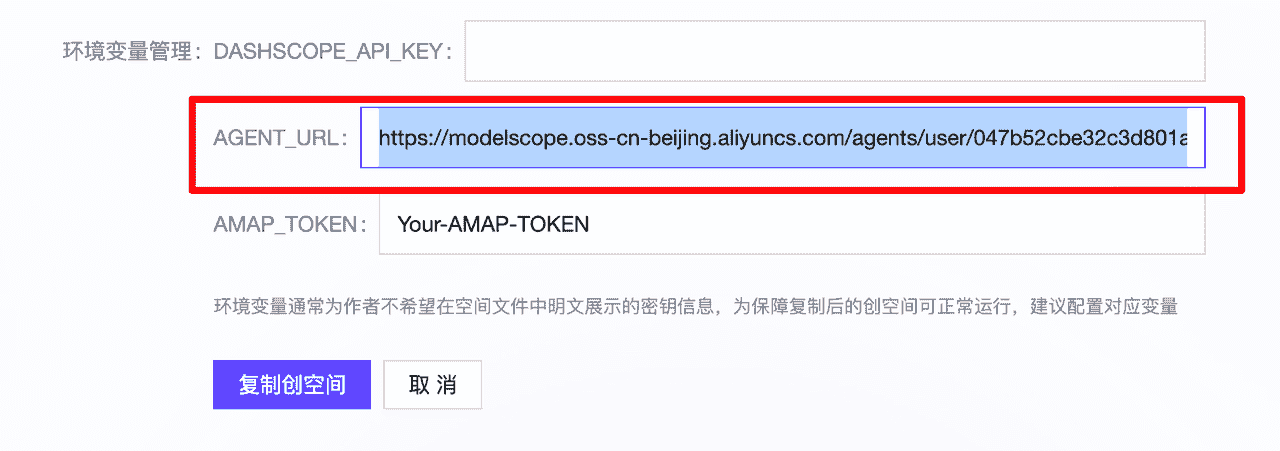 环境变量管理：DASHSCOPE_API_KEY：
AGENT_URL： https://modelscope.oss-cn-beijing.aliyuncs.com/agents/user/047b52cbe32c3d801a
AMAP_TOKEN： Your-AMAP-TOKEN
环境变量通常为作者不希望在空间文件中明文展示的密钥信息，为保障复制后的创空间可正常运行，建议配置对应变量
复制创空间 取 消